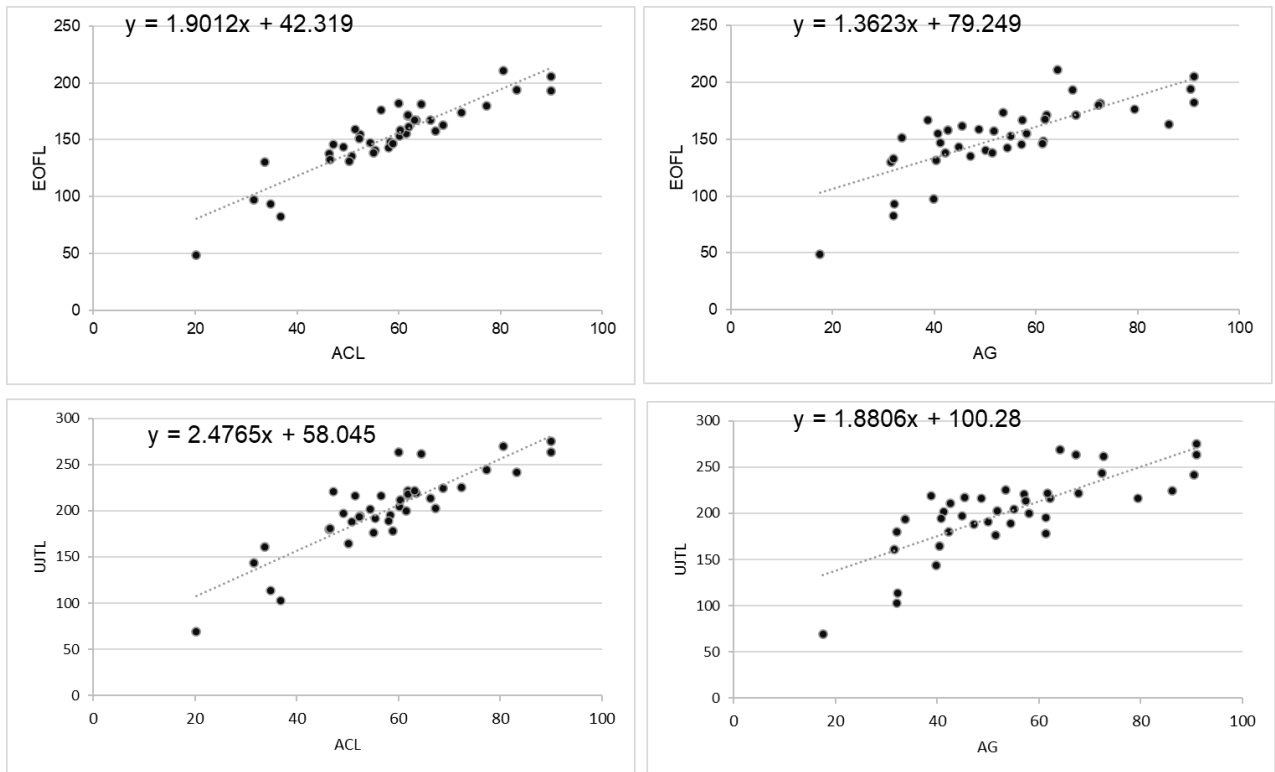 y = 1.9012x + 42.319
250
200
150
100
50
0
EOFL
0 20 40 60 80 100
ACL
y = 1.3623x + 79.249
250
200
150
100
50
0
EOFL
0 20 40 60 80 100
AG
y = 2.4765x + 58.045
300
250
200
150
100
50
0
UJTL
0 20 40 60 80 100
ACL
y = 1.8806x + 100.28
300
250
200
150
100
50
0
UJTL
0 20 40 60 80 100
AG